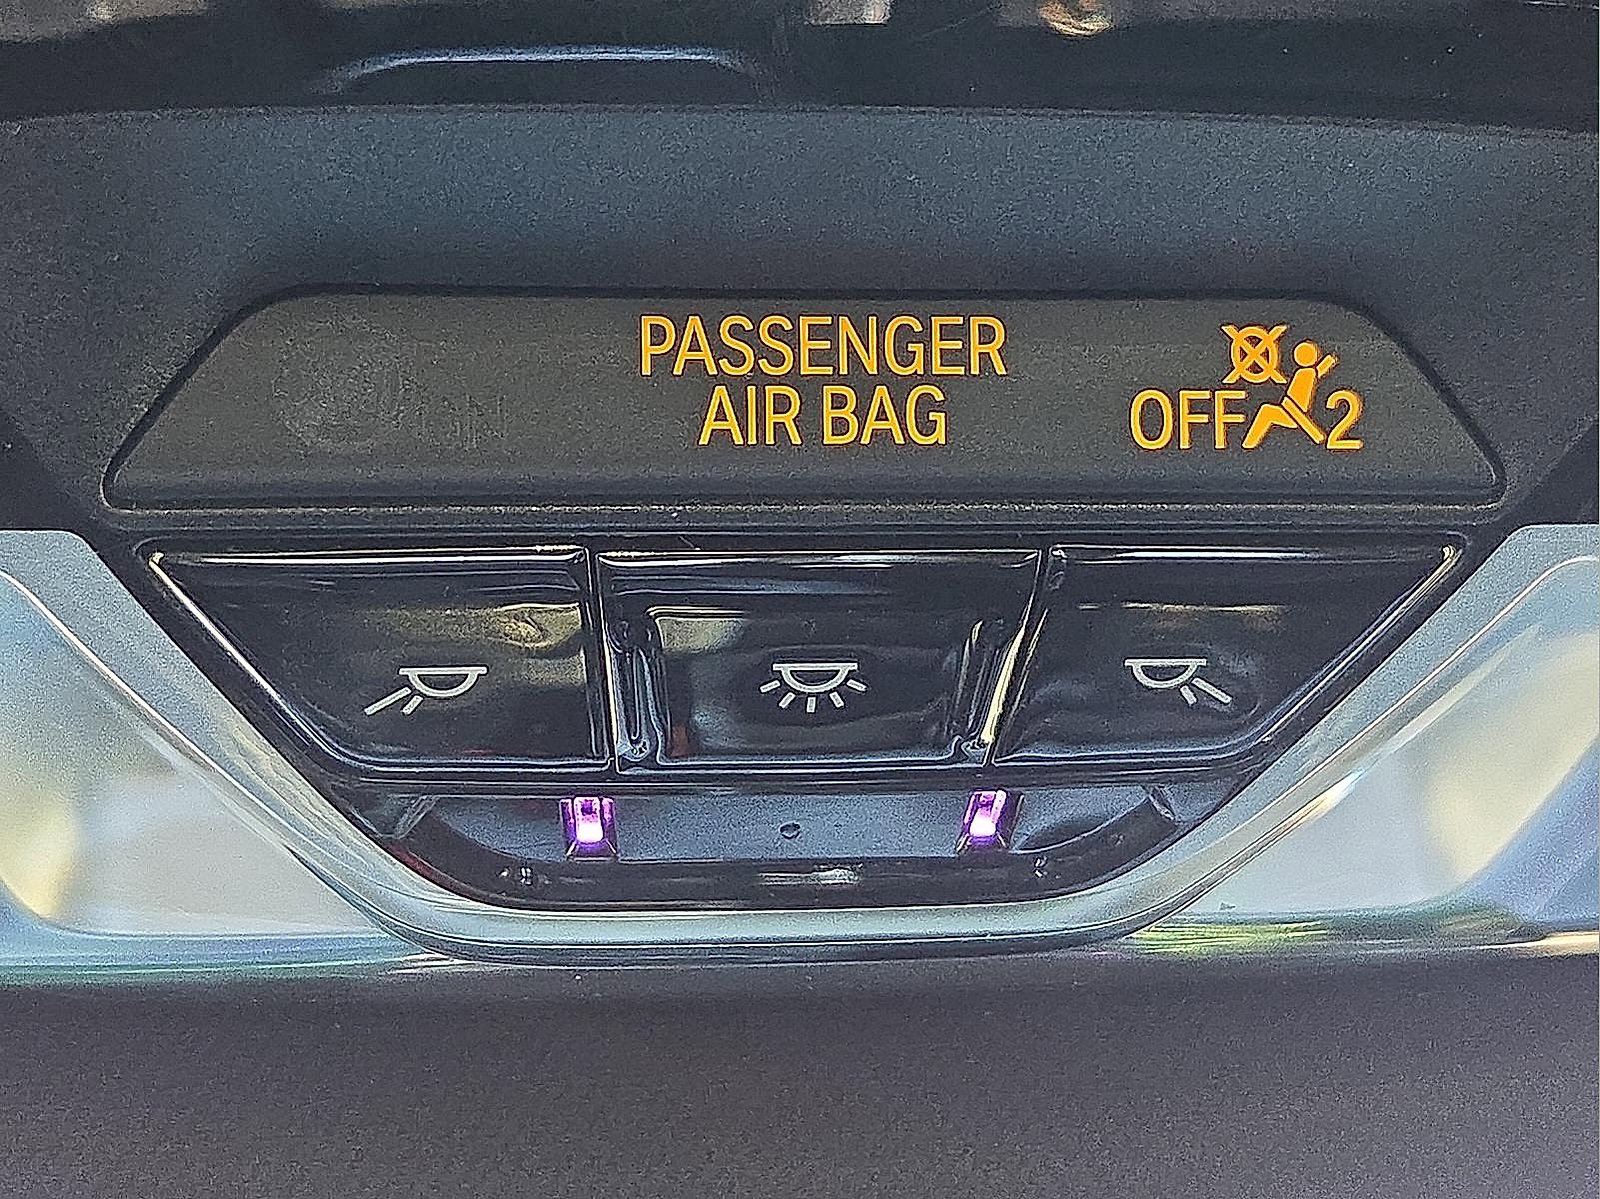 PASSENGER
AIR BAG
OFF 2